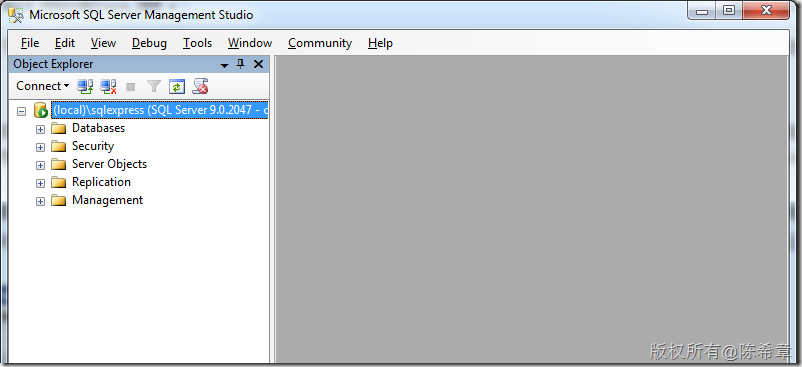 Microsoft SQL Server Management Studio
File Edit View Debug Tools Window Community Help
Object Explorer
Connect
(local)\sqlexpress (SQL Server 9.0.2047 - c
Databases
Security
Server Objects
Replication
Management
版权所有@陈希章